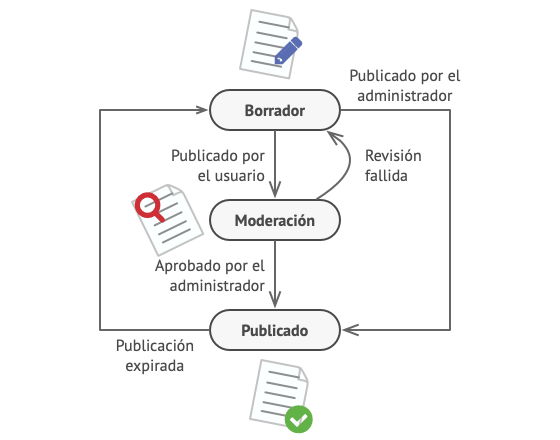 Publicado por el
administrador
Borrador
Publicado por
el usuario
Revisión
fallida
Moderación
Aprobado por el
administrador
Publicado
Publicación
expirada